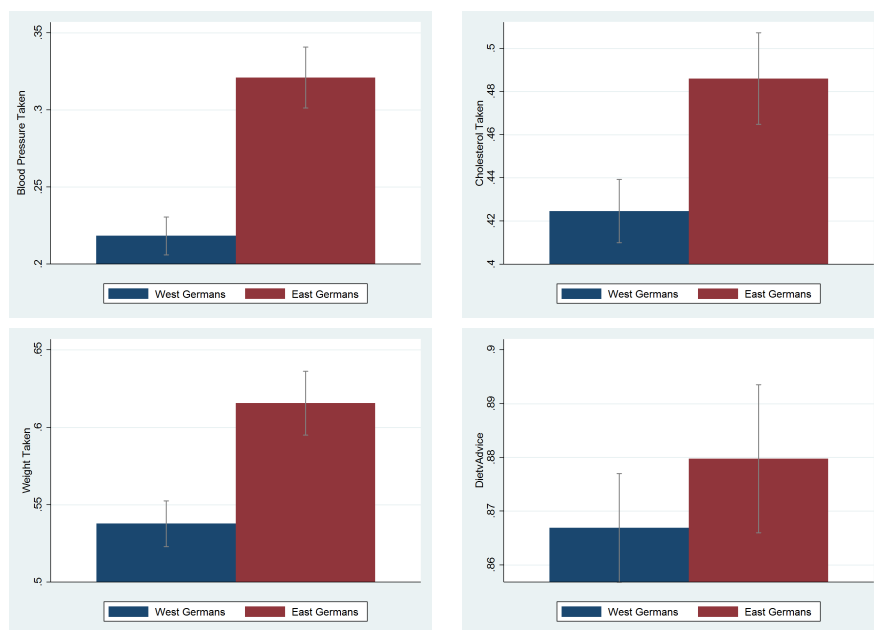 Blood Pressure Taken
.35
.3
.25
.2
West Germans East Germans
Cholesterol Taken
.5
.48
.46
.44
.42
.4
West Germans East Germans
Weight Taken
.65
.6
.55
.5
West Germans East Germans
DietvAdvice
.9
.89
.88
.87
.86
West Germans East Germans